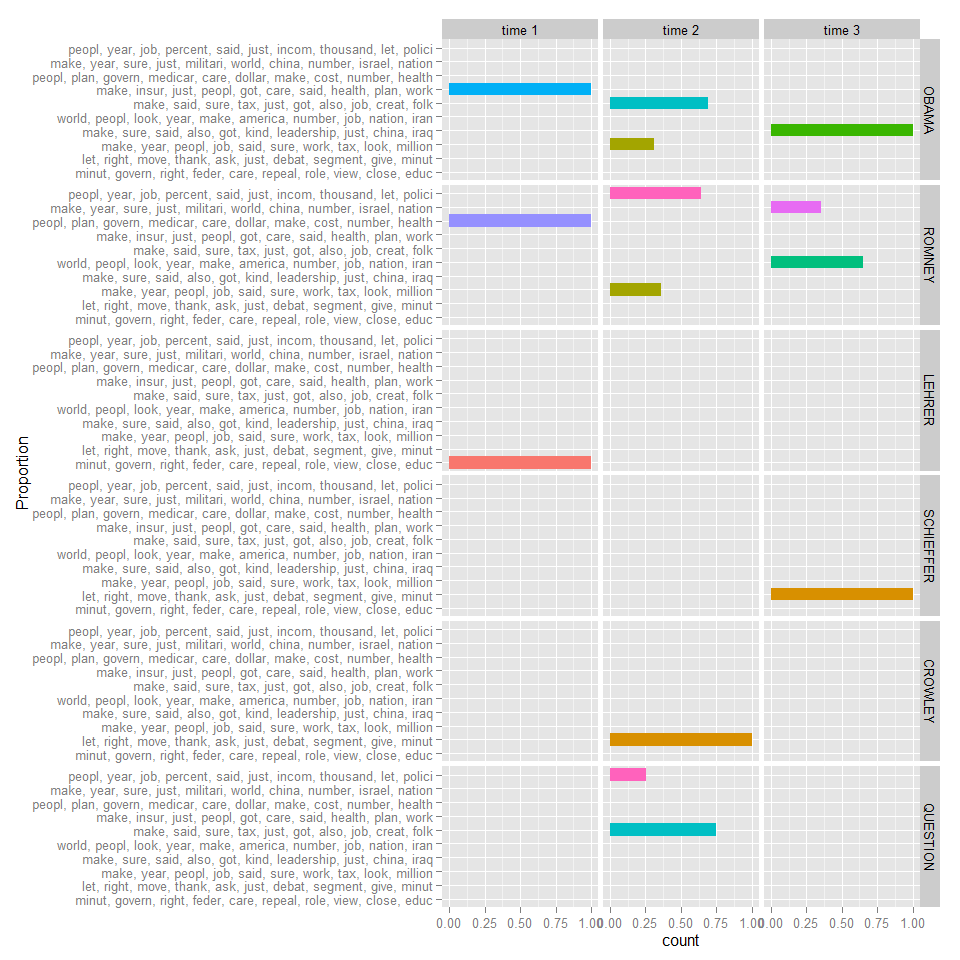 time 1 time 2 time 3
peopl, year, job, percent, said, just, incom, thousand, let, polici
make, year, sure, just, militari, world, china, number, israel, nation
peopl, plan, govern, medicar, care, dollar, make, cost, number, health
make, insur, just, peopl, got, care, said, health, plan, work
make, said, sure, tax, just, got, also, job, creat, folk
world, peopl, look, year, make, america, number, job, nation, iran
make, sure, said, also, got, kind, leadership, just, china, iraq
make, year, peopl, job, said, sure, work, tax, look, million
let, right, move, thank, ask, just, debat, segment, give, minut
minut, govern, right, feder, care, repeal, role, view, close, educ
OBAMA
peopl, year, job, percent, said, just, incom, thousand, let, polici
make, year, sure, just, militari, world, china, number, israel, nation
peopl, plan, govern, medicar, care, dollar, make, cost, number, health
make, insur, just, peopl, got, care, said, health, plan, work
make, said, sure, tax, just, got, also, job, creat, folk
world, peopl, look, year, make, america, number, job, nation, iran
make, sure, said, also, got, kind, leadership, just, china, iraq
make, year, peopl, job, said, sure, work, tax, look, million
let, right, move, thank, ask, just, debat, segment, give, minut
minut, govern, right, feder, care, repeal, role, view, close, educ
ROMNEY
peopl, year, job, percent, said, just, incom, thousand, let, polici
make, year, sure, just, militari, world, china, number, israel, nation
peopl, plan, govern, medicar, care, dollar, make, cost, number, health
make, insur, just, peopl, got, care, said, health, plan, work
make, said, sure, tax, just, got, also, job, creat, folk
world, peopl, look, year, make, america, number, job, nation, iran
make, sure, said, also, got, kind, leadership, just, china, iraq
make, year, peopl, job, said, sure, work, tax, look, million
let, right, move, thank, ask, just, debat, segment, give, minut
minut, govern, right, feder, care, repeal, role, view, close, educ
LEHRER
Proportion
peopl, year, job, percent, said, just, incom, thousand, let, polici
make, year, sure, just, militari, world, china, number, israel, nation
peopl, plan, govern, medicar, care, dollar, make, cost, number, health
make, insur, just, peopl, got, care, said, health, plan, work
make, said, sure, tax, just, got, also, job, creat, folk
world, peopl, look, year, make, america, number, job, nation, iran
make, sure, said, also, got, kind, leadership, just, china, iraq
make, year, peopl, job, said, sure, work, tax, look, million
let, right, move, thank, ask, just, debat, segment, give, minut
minut, govern, right, feder, care, repeal, role, view, close, educ
SCHIEFFER
peopl, year, job, percent, said, just, incom, thousand, let, polici
make, year, sure, just, militari, world, china, number, israel, nation
peopl, plan, govern, medicar, care, dollar, make, cost, number, health
make, insur, just, peopl, got, care, said, health, plan, work
make, said, sure, tax, just, got, also, job, creat, folk
world, peopl, look, year, make, america, number, job, nation, iran
make, sure, said, also, got, kind, leadership, just, china, iraq
make, year, peopl, job, said, sure, work, tax, look, million
let, right, move, thank, ask, just, debat, segment, give, minut
minut, govern, right, feder, care, repeal, role, view, close, educ
CROWLEY
peopl, year, job, percent, said, just, incom, thousand, let, polici
make, year, sure, just, militari, world, china, number, israel, nation
peopl, plan, govern, medicar, care, dollar, make, cost, number, health
make, insur, just, peopl, got, care, said, health, plan, work
make, said, sure, tax, just, got, also, job, creat, folk
world, peopl, look, year, make, america, number, job, nation, iran
make, sure, said, also, got, kind, leadership, just, china, iraq
make, year, peopl, job, said, sure, work, tax, look, million
let, right, move, thank, ask, just, debat, segment, give, minut
minut, govern, right, feder, care, repeal, role, view, close, educ
QUESTION
0.00 0.25 0.50 0.75 1.00 0.00 0.25 0.50 0.75 1.00 0.00 0.25 0.50 0.75 1.00
count